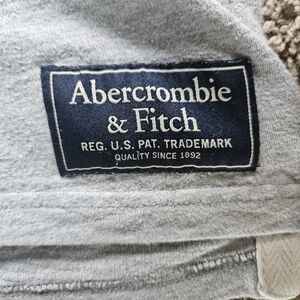 Abercrombie
& Fitch
REG. U.S. PAT. TRADEMARK
QUALITY SINCE 1892